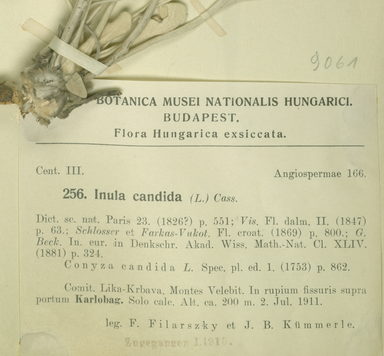 9061
BOTANICA MUSEI NATIONALIS HUNGARICI.
BUDAPEST.
Flora Hungarica exsiccata.
Cent. III. Angiospermae 166.
256. Inula candida (L.) Cass.
Dict. sc. nat. Paris 23. (1826?) p. 551; Vis. Fl. dalm. II. (1847)
p. 63.; Schlosser et Farkas-Vukot. Fl. croat. (1869) p. 800.; G.
Beck. In. eur. in Denkschr. Akad. Wiss. Math.-Nat. Cl. XLIV.
(1881) p. 324.
Conyza candida L. Spec. pl. ed. 1. (1753) p. 862.
Comit. Lika-Krbava. Montes Velebit. In rupium fissuris supra
portum Karlobag. Solo calc. Alt. ca. 200 m. 2. Jul. 1911.
leg. F. Filarszky et J. B. Kümmerle.
Zugegangen I.1915.